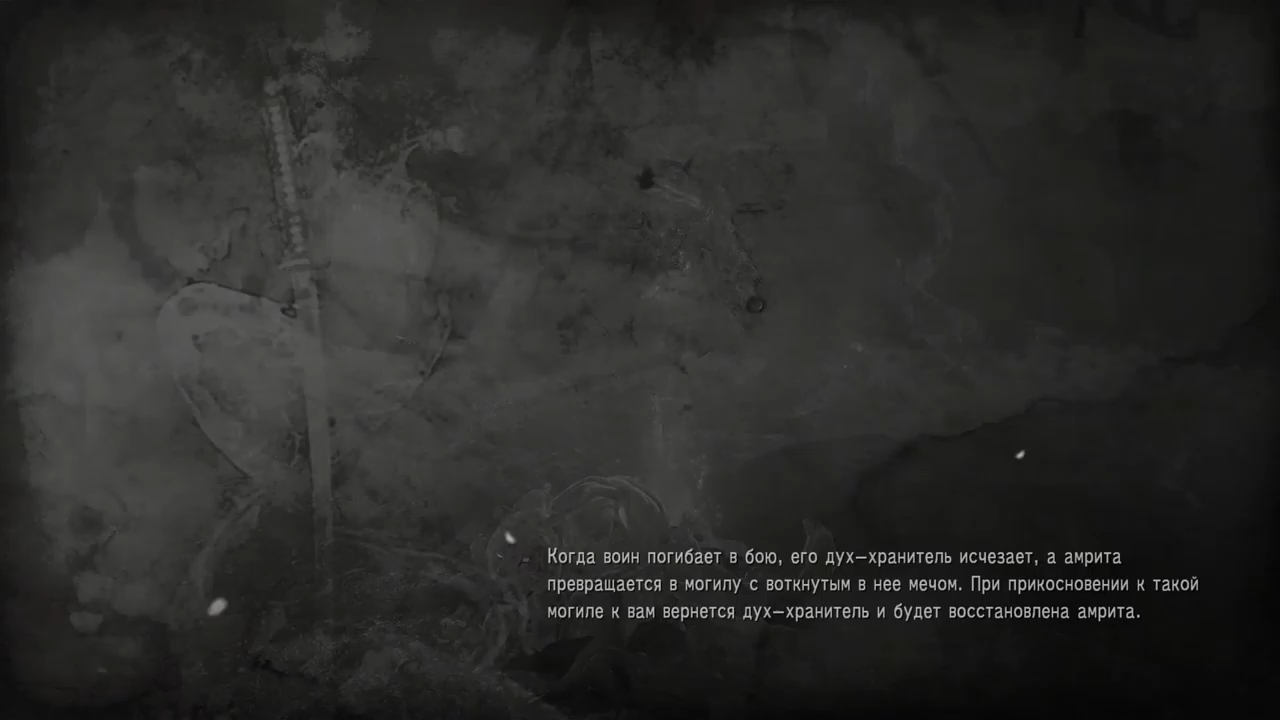 Когда воин погибает в бою, его дух–хранитель исчезает, а амрита
превращается в могилу с воткнутым в нее мечом. При прикосновении к такой
могиле к вам вернется дух–хранитель и будет восстановлена амрита.